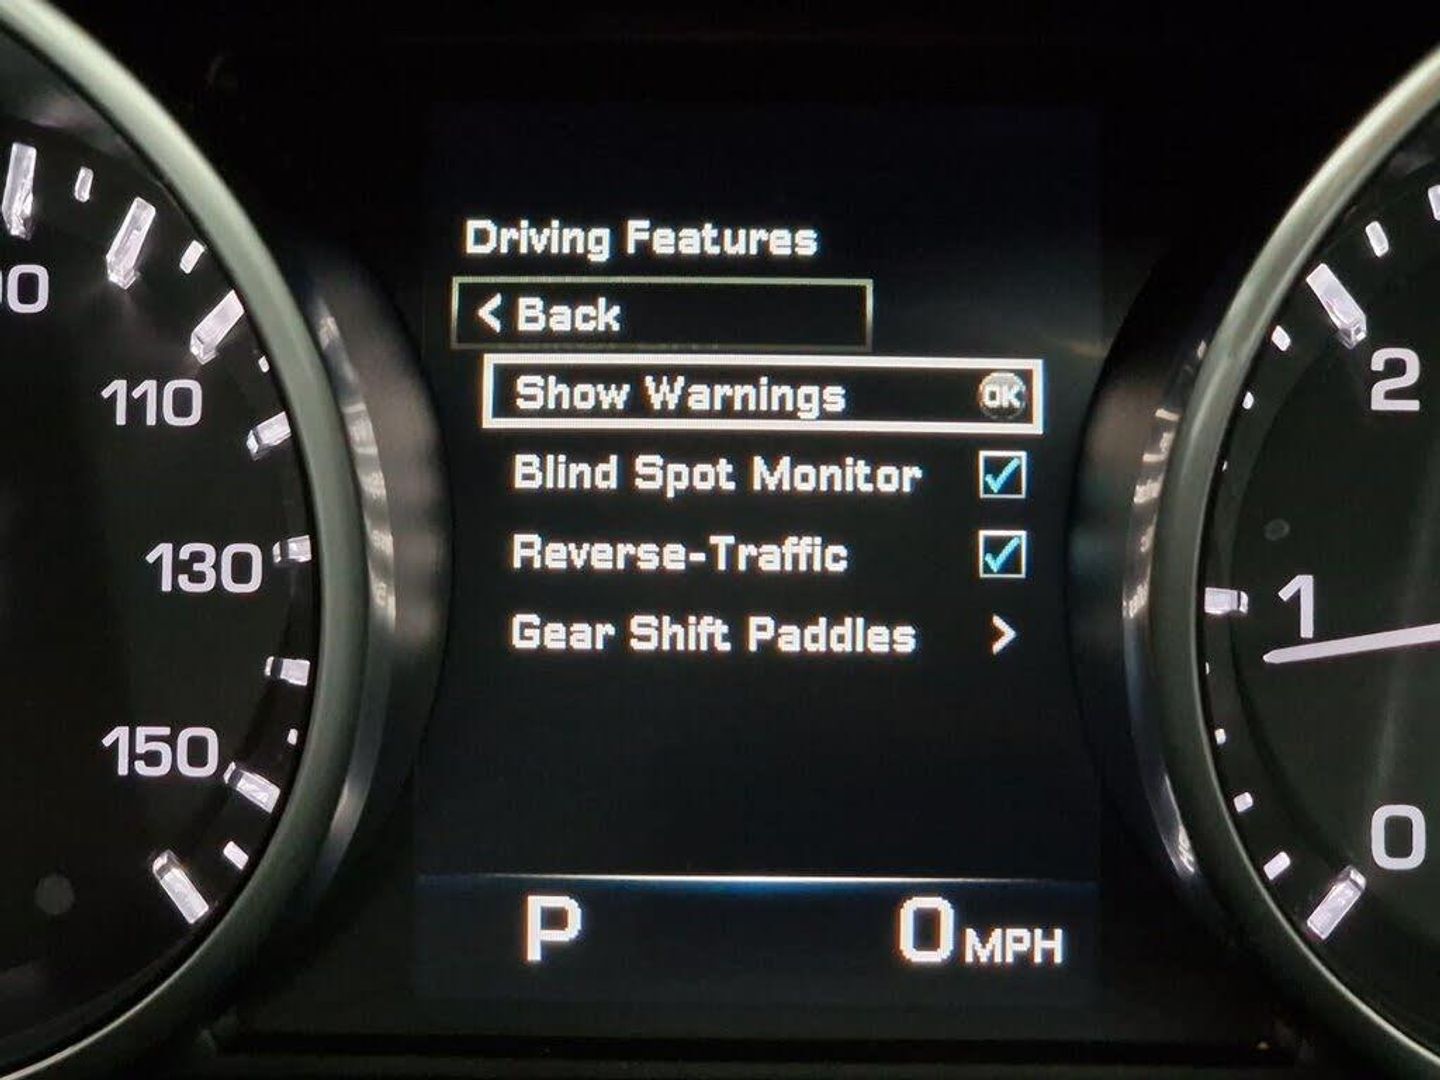 Driving Features
< Back
Show Warnings OK
Blind Spot Monitor
Reverse-Traffic
Gear Shift Paddles >
P 0 MPH
110
130
150
2
1
0